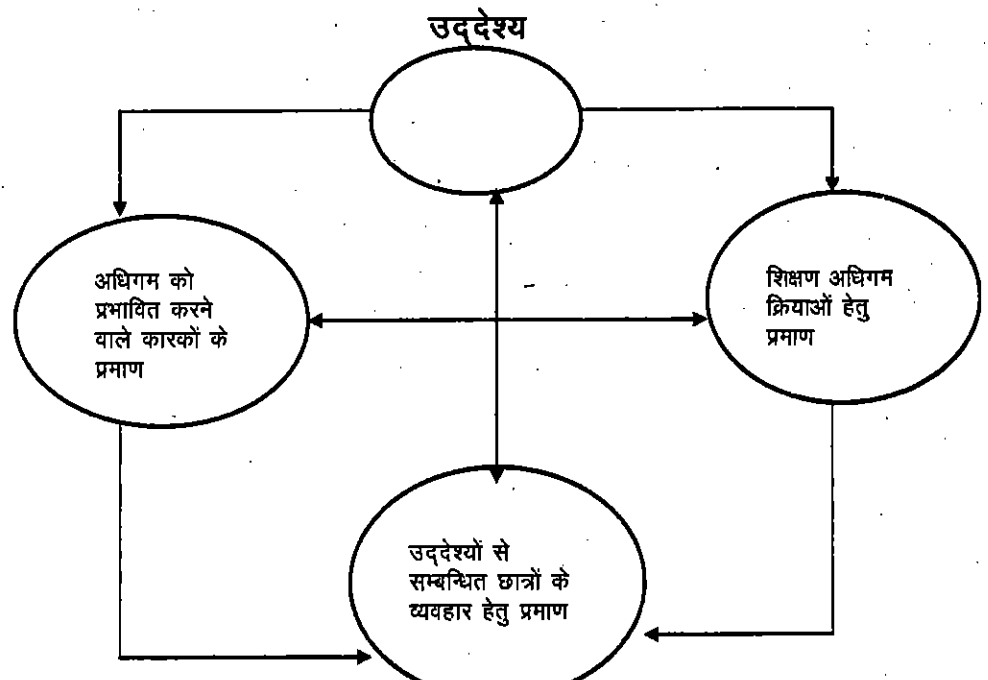 उद्देश्य
अधिगम को
प्रभावित करने
वाले कारकों के
प्रमाण
शिक्षण अधिगम
क्रियाओं हेतु
प्रमाण
उद्देश्यों से
सम्बन्धित छात्रों के
व्यवहार हेतु प्रमाण